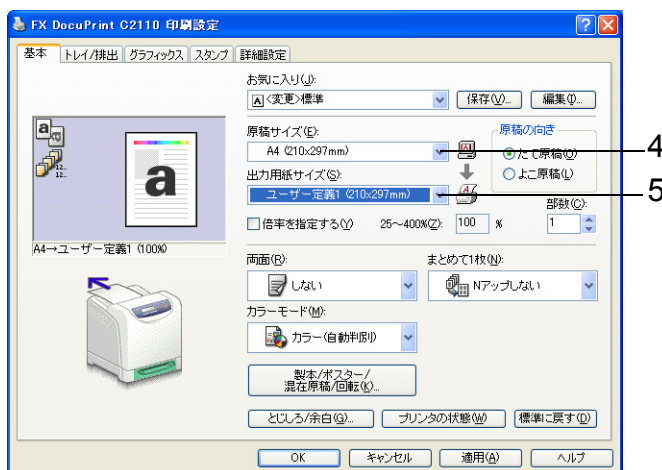 FX DocuPrint C2110 印刷設定
基本 トレイ/排出 グラフィックス スタンプ 詳細設定
お気に入り(J):
<変更>標準 保存(V)... 編集(I)...
原稿サイズ(E): 原稿の向き
A4 (210x297mm) 4
たて原稿(O)
出力用紙サイズ(S): よこ原稿(L)
ユーザー定義1 (210x297mm) 5
部数(C):
倍率を指定する(Y) 25～400%(Z): 100 % 1
A4→ユーザー定義1 (100%)
両面(R): まとめて1枚(N):
しない Nアップしない
カラーモード(M):
カラー(自動判別)
製本/ポスター/
混在原稿/回転(K)...
とじしろ/余白(G)... プリンタの状態(W) 標準に戻す(D)
OK キャンセル 適用(A) ヘルプ